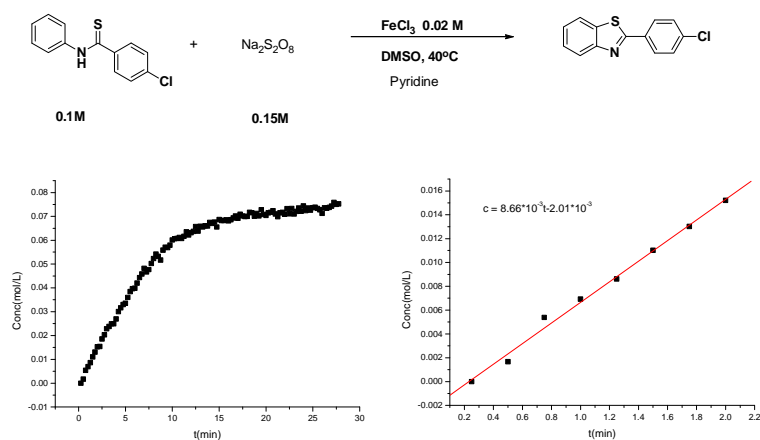 S
N
H
Cl
+
Na₂S₂O₈
FeCl₃ 0.02 M
DMSO, 40ºC
Pyridine
S
N
Cl
0.1M
0.15M
0.08
0.07
0.06
0.05
0.04
0.03
0.02
0.01
0.00
-0.01
Conc(mol/L)
0 5 10 15 20 25 30
t(min)
c = 8.66*10⁻³t-2.01*10⁻³
0.016
0.014
0.012
0.010
0.008
0.006
0.004
0.002
0.000
-0.002
Conc(mol/L)
0.2 0.4 0.6 0.8 1.0 1.2 1.4 1.6 1.8 2.0 2.2
t(min)